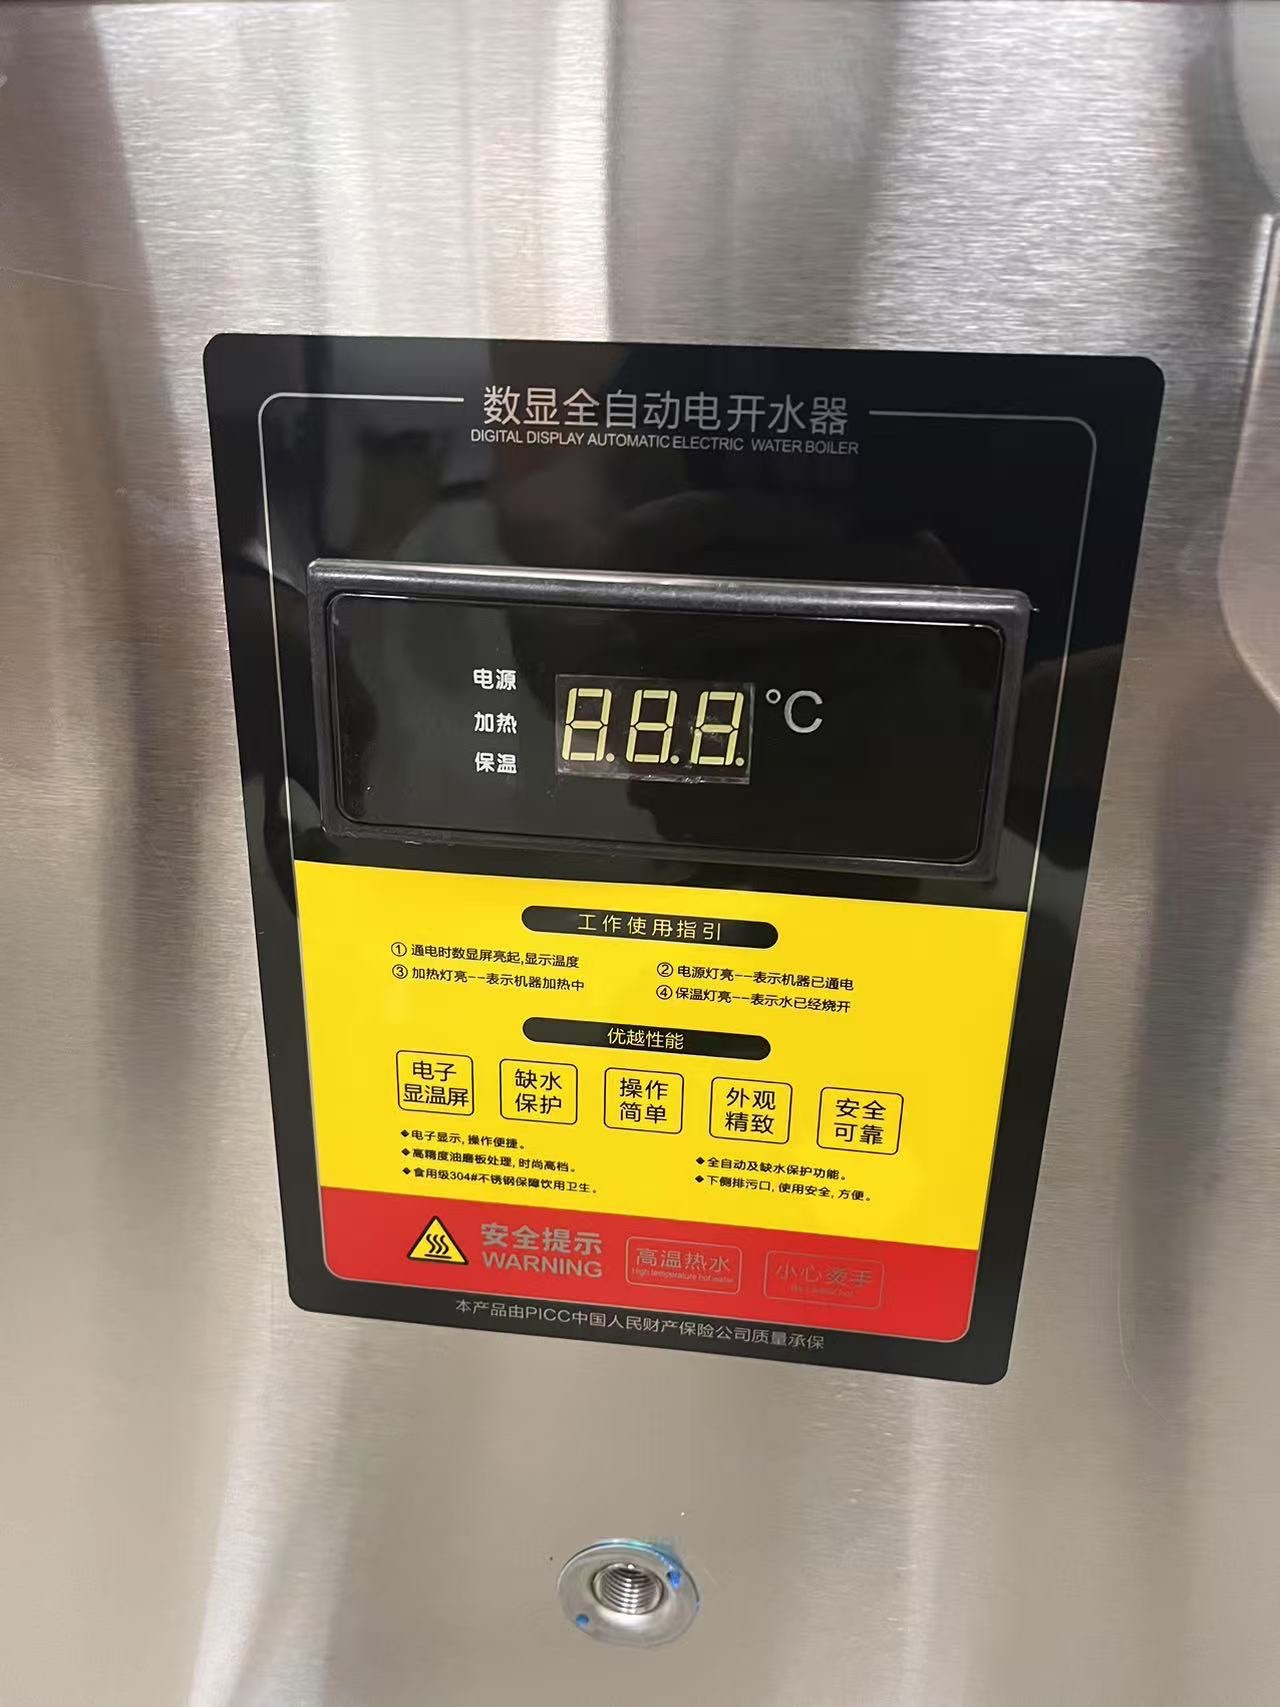 数显全自动电开水器
DIGITAL DISPLAY AUTOMATIC ELECTRIC WATER BOILER
电源
加热
保温
8.8.8.
°C
工作使用指引
① 通电时数显屏亮起,显示温度
② 电源灯亮--表示机器已通电
③ 加热灯亮--表示机器加热中
④ 保温灯亮--表示水已经烧开
优越性能
电子
显温屏
缺水
保护
操作
简单
外观
精致
安全
可靠
◆电子显示, 操作便捷。
◆高精度油磨板处理, 时尚高档。
◆食用级304#不锈钢保障饮用卫生。
◆全自动及缺水保护功能。
◆下侧排污口, 使用安全, 方便。
安全提示
WARNING
高温热水
High temperature hot water
小心烫手
本产品由PICC中国人民财产保险公司质量承保